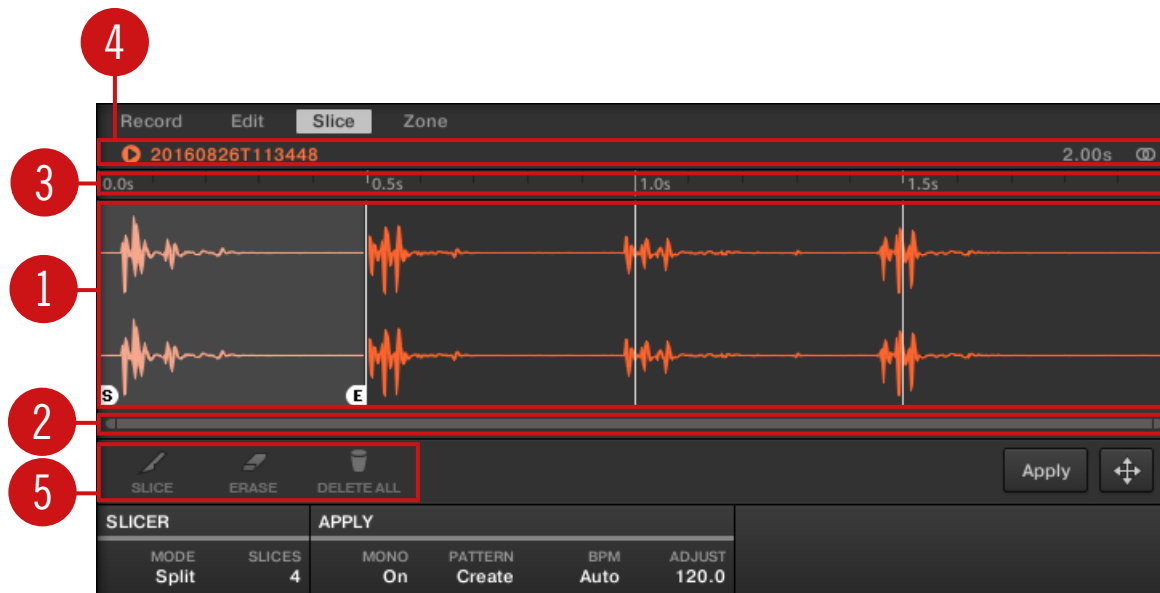 4
Record Edit Slice Zone
20160826T113448 2.00s
3
0.0s 0.5s 1.0s 1.5s
1
S E
2
5
SLICE ERASE DELETE ALL Apply
SLICER APPLY
MODE SLICES MONO PATTERN BPM ADJUST
Split 4 On Create Auto 120.0